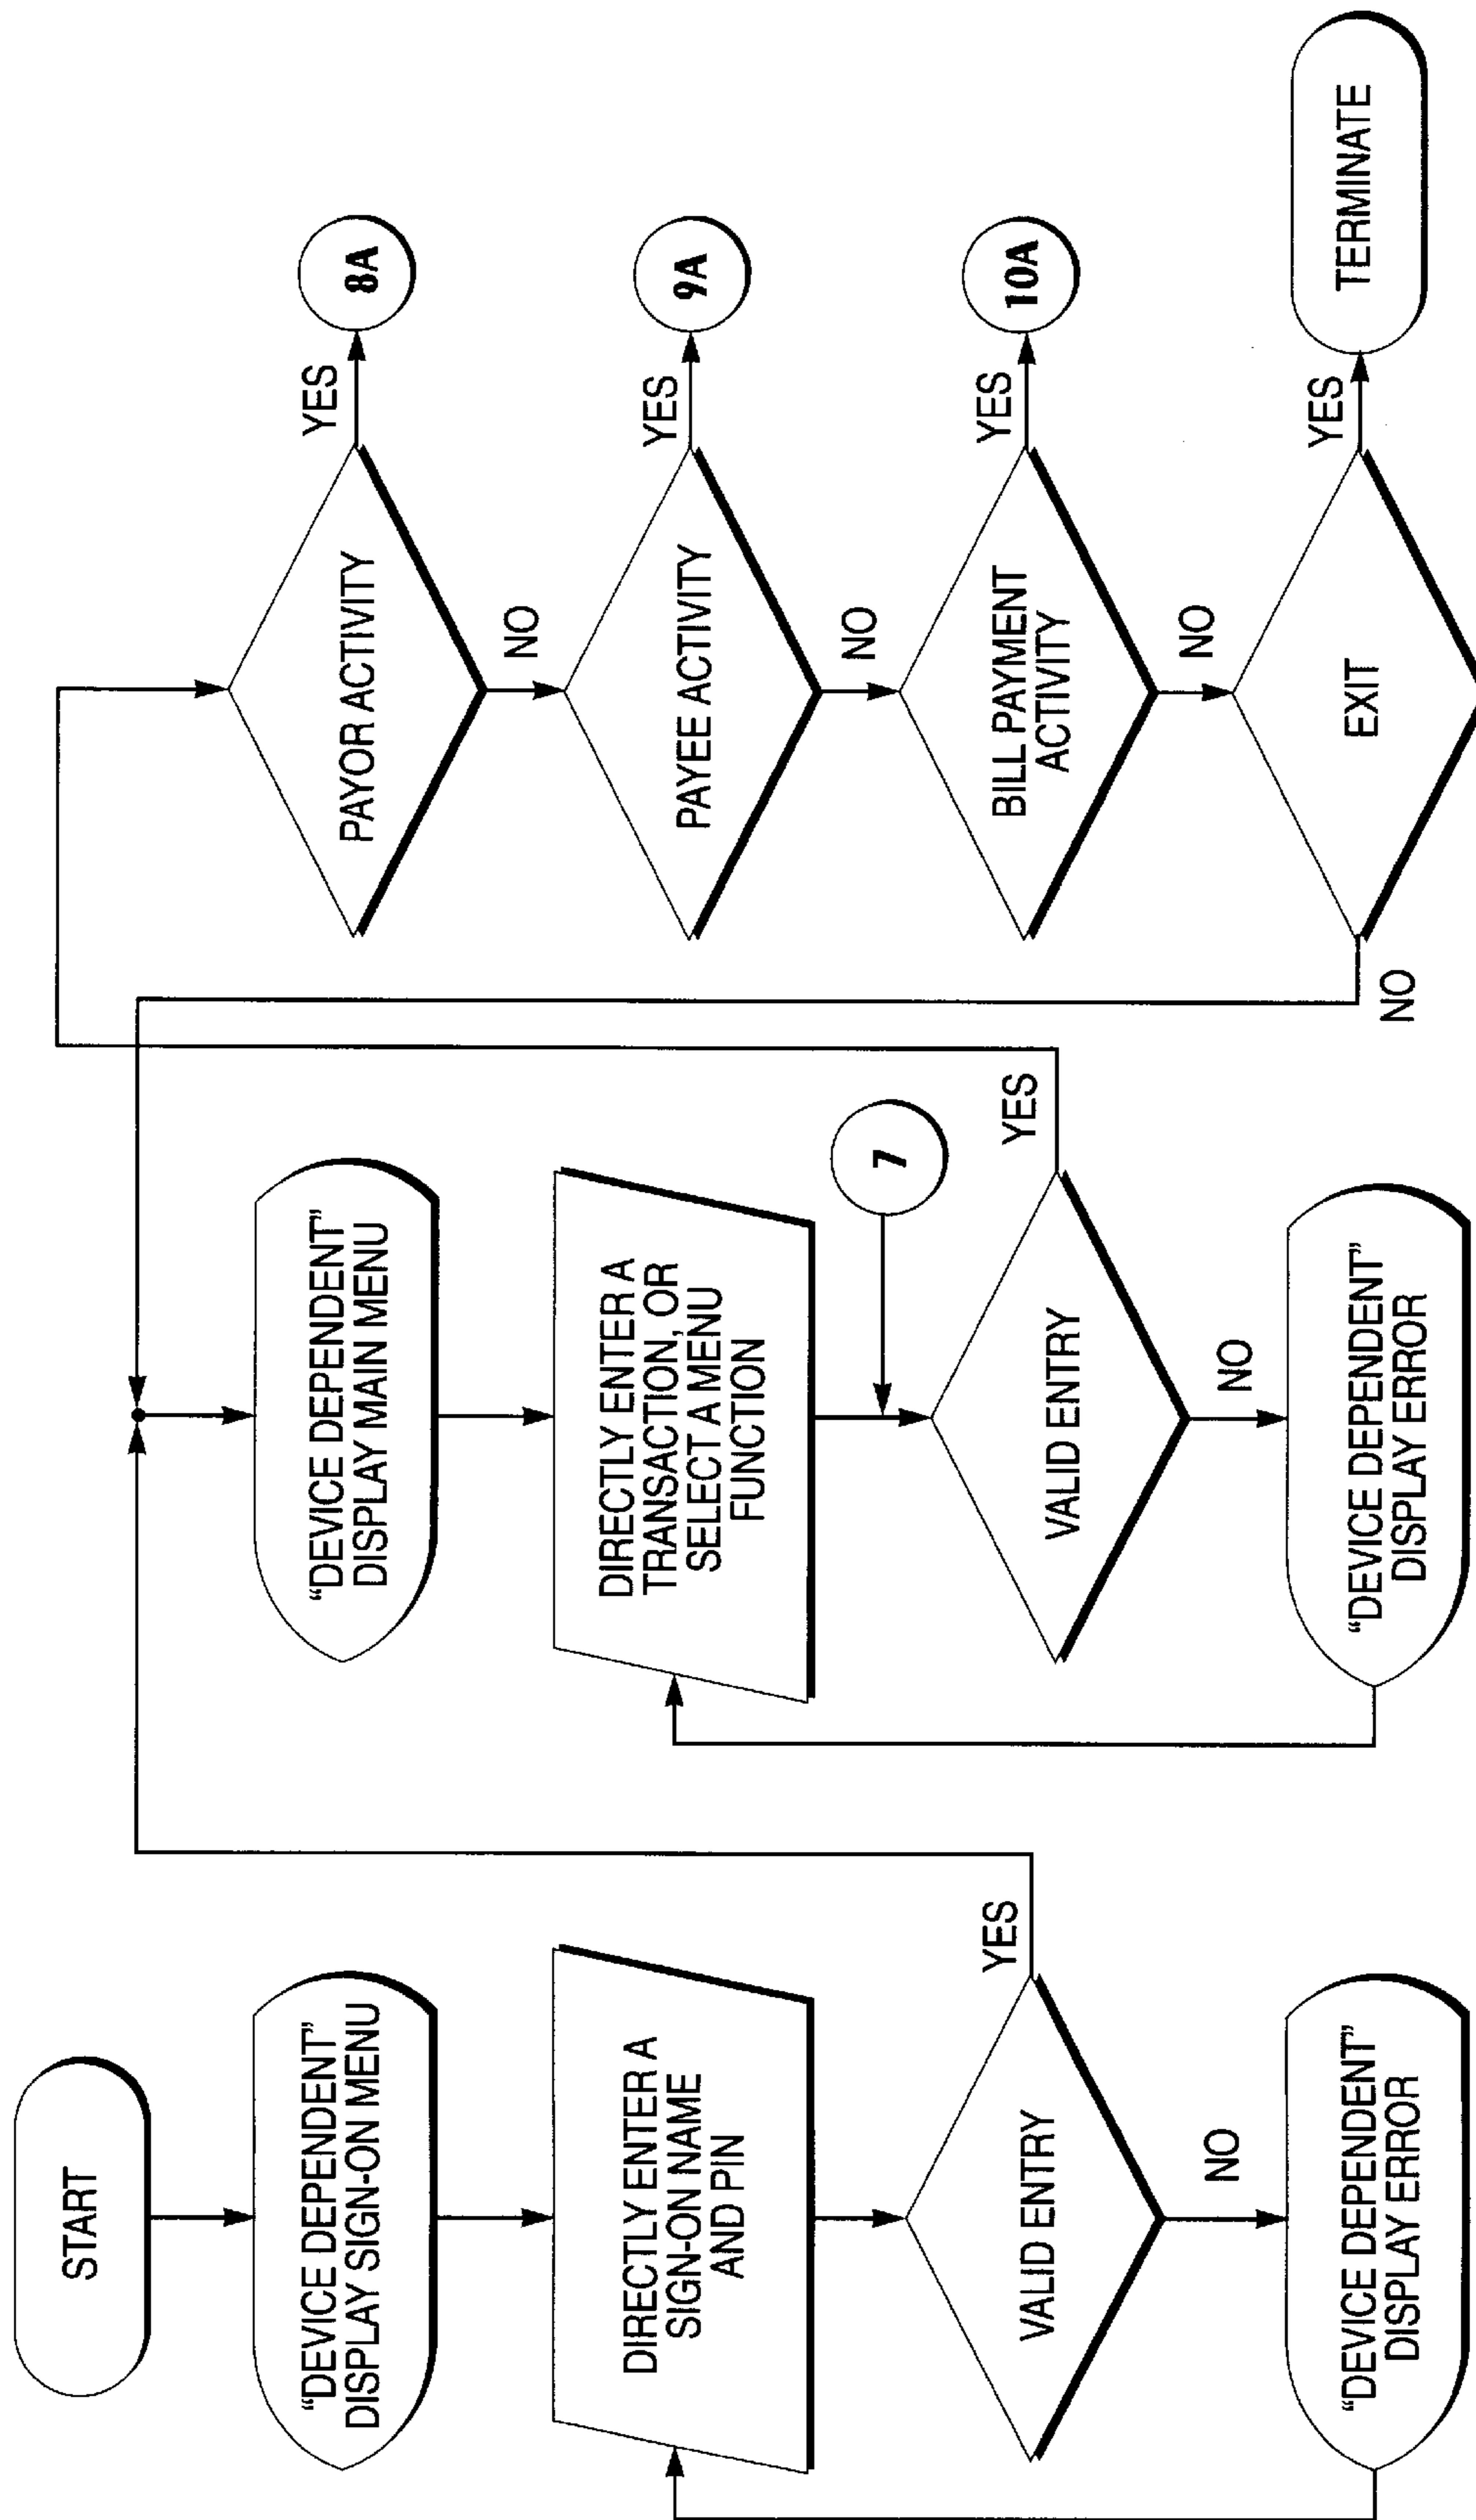 START
“DEVICE DEPENDENT”
DISPLAY SIGN-ON MENU
DIRECTLY ENTER A
SIGN-ON NAME
AND PIN
VALID ENTRY
YES
NO
“DEVICE DEPENDENT”
DISPLAY ERROR
“DEVICE DEPENDENT”
DISPLAY MAIN MENU
DIRECTLY ENTER A
TRANSACTION, OR
SELECT A MENU
FUNCTION
7
VALID ENTRY
YES
NO
“DEVICE DEPENDENT”
DISPLAY ERROR
PAYOR ACTIVITY
YES
8A
NO
PAYEE ACTIVITY
YES
9A
NO
BILL PAYMENT
ACTIVITY
YES
10A
NO
EXIT
YES
TERMINATE
NO